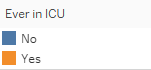 Ever in ICU
No
Yes